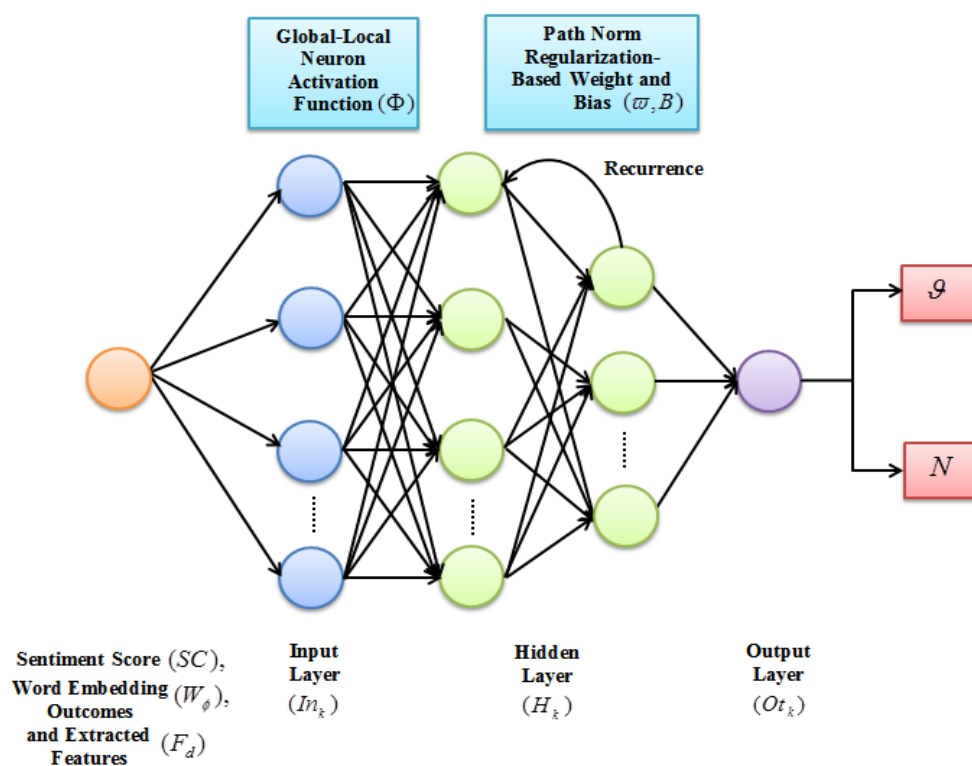 Global-Local
Neuron
Activation
Function (Φ)
Path Norm
Regularization-
Based Weight and
Bias (ϖ, B)
Recurrence
ϑ
N
Sentiment Score (SC),
Word Embedding (W_ϕ),
Outcomes
and Extracted (F_d)
Features
Input
Layer
(In_k)
Hidden
Layer
(H_k)
Output
Layer
(Ot_k)